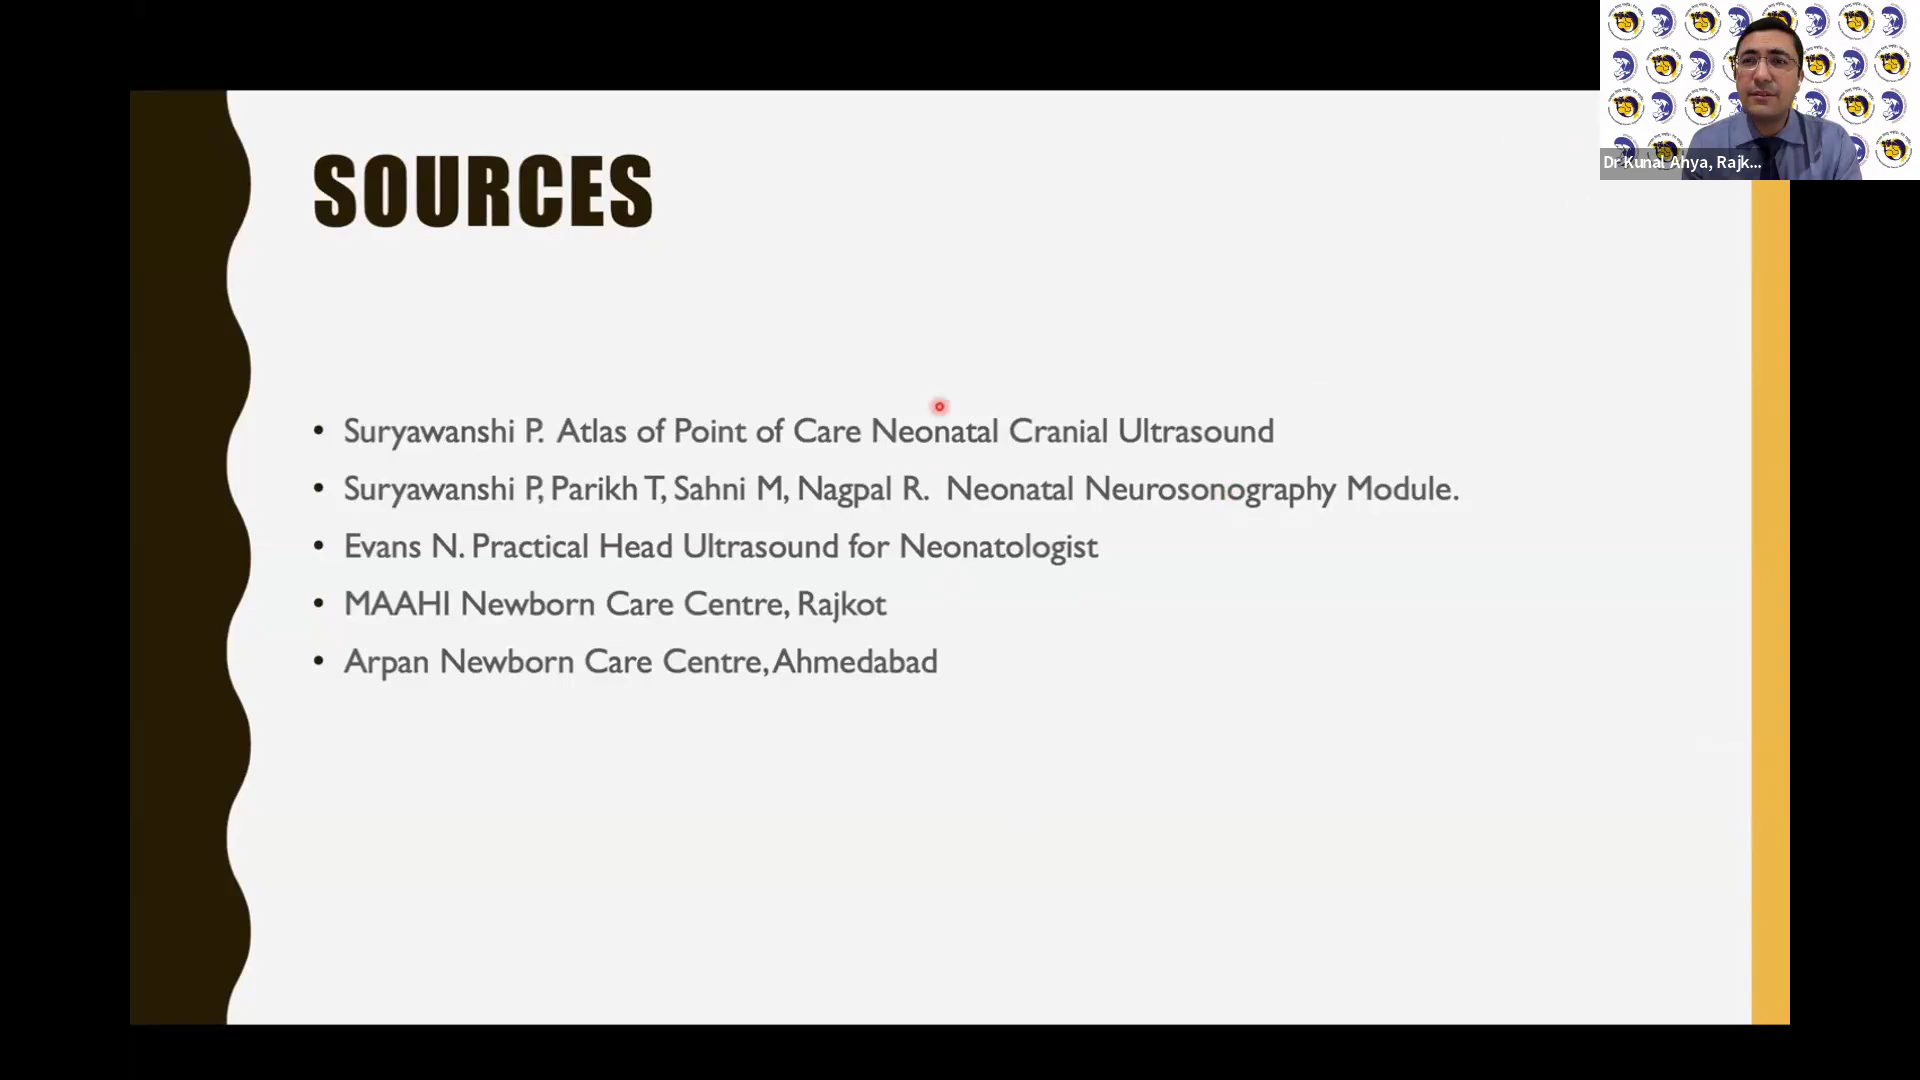 Dr Kunal Ahya, Rajk...
SOURCES
• Suryawanshi P. Atlas of Point of Care Neonatal Cranial Ultrasound
• Suryawanshi P, Parikh T, Sahni M, Nagpal R. Neonatal Neurosonography Module.
• Evans N. Practical Head Ultrasound for Neonatologist
• MAAHI Newborn Care Centre, Rajkot
• Arpan Newborn Care Centre, Ahmedabad